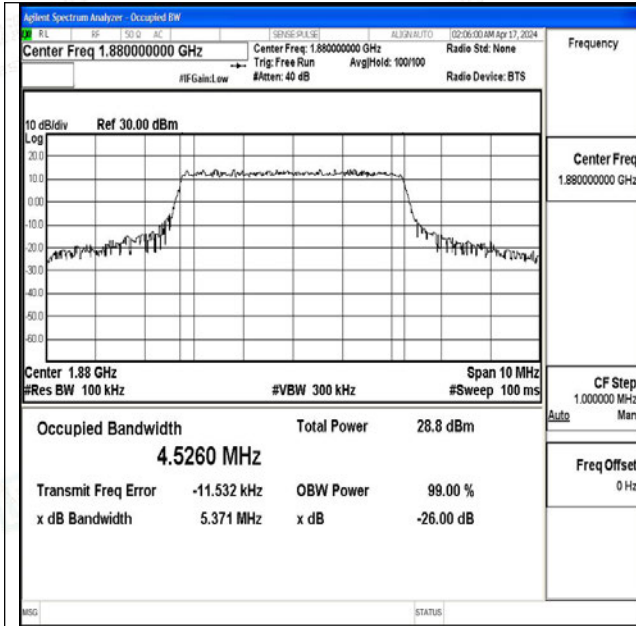 Agilent Spectrum Analyzer - Occupied BW
RL RF 50 Ω AC SENSE:PULSE ALIGNAUTO 02:06:00 AM Apr 17, 2024
Center Freq 1.880000000 GHz Center Freq: 1.880000000 GHz Radio Std: None Frequency
Trig: Free Run Avg|Hold: 100/100
#IFGain:Low #Atten: 40 dB Radio Device: BTS
10 dB/div Ref 30.00 dBm
Log
20.0
10.0
0.00
-10.0
-20.0
-30.0
-40.0
-50.0
-60.0
Center 1.88 GHz Span 10 MHz
#Res BW 100 kHz #VBW 300 kHz #Sweep 100 ms
Occupied Bandwidth Total Power 28.8 dBm
4.5260 MHz
Transmit Freq Error -11.532 kHz OBW Power 99.00 %
x dB Bandwidth 5.371 MHz x dB -26.00 dB
Center Freq
1.880000000 GHz
CF Step
1.000000 MHz
Auto Man
Freq Offset
0 Hz
MSG STATUS